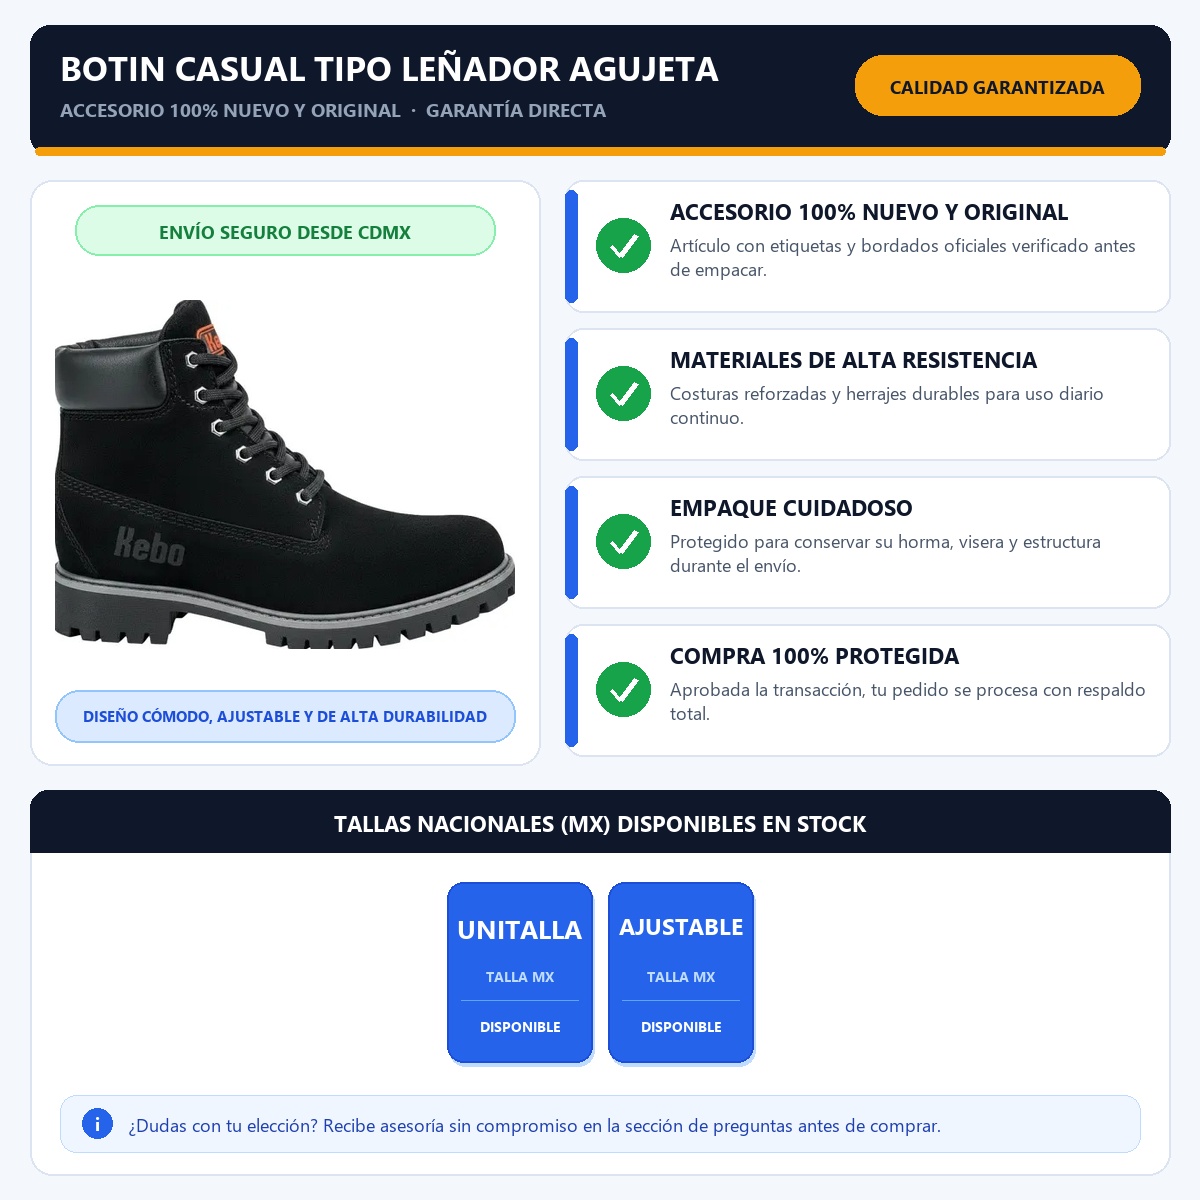 BOTIN CASUAL TIPO LEÑADOR AGUJETA
ACCESORIO 100% NUEVO Y ORIGINAL · GARANTÍA DIRECTA
CALIDAD GARANTIZADA
ENVÍO SEGURO DESDE CDMX
Kebo
DISEÑO CÓMODO, AJUSTABLE Y DE ALTA DURABILIDAD
ACCESORIO 100% NUEVO Y ORIGINAL
Artículo con etiquetas y bordados oficiales verificado antes
de empacar.
MATERIALES DE ALTA RESISTENCIA
Costuras reforzadas y herrajes durables para uso diario
continuo.
EMPAQUE CUIDADOSO
Protegido para conservar su horma, visera y estructura
durante el envío.
COMPRA 100% PROTEGIDA
Aprobada la transacción, tu pedido se procesa con respaldo
total.
TALLAS NACIONALES (MX) DISPONIBLES EN STOCK
UNITALLA
TALLA MX
DISPONIBLE
AJUSTABLE
TALLA MX
DISPONIBLE
¿Dudas con tu elección? Recibe asesoría sin compromiso en la sección de preguntas antes de comprar.